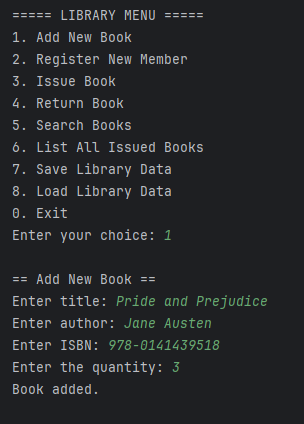 ===== LIBRARY MENU =====
1. Add New Book
2. Register New Member
3. Issue Book
4. Return Book
5. Search Books
6. List All Issued Books
7. Save Library Data
8. Load Library Data
0. Exit
Enter your choice: 1
== Add New Book ==
Enter title: Pride and Prejudice
Enter author: Jane Austen
Enter ISBN: 978-0141439518
Enter the quantity: 3
Book added.